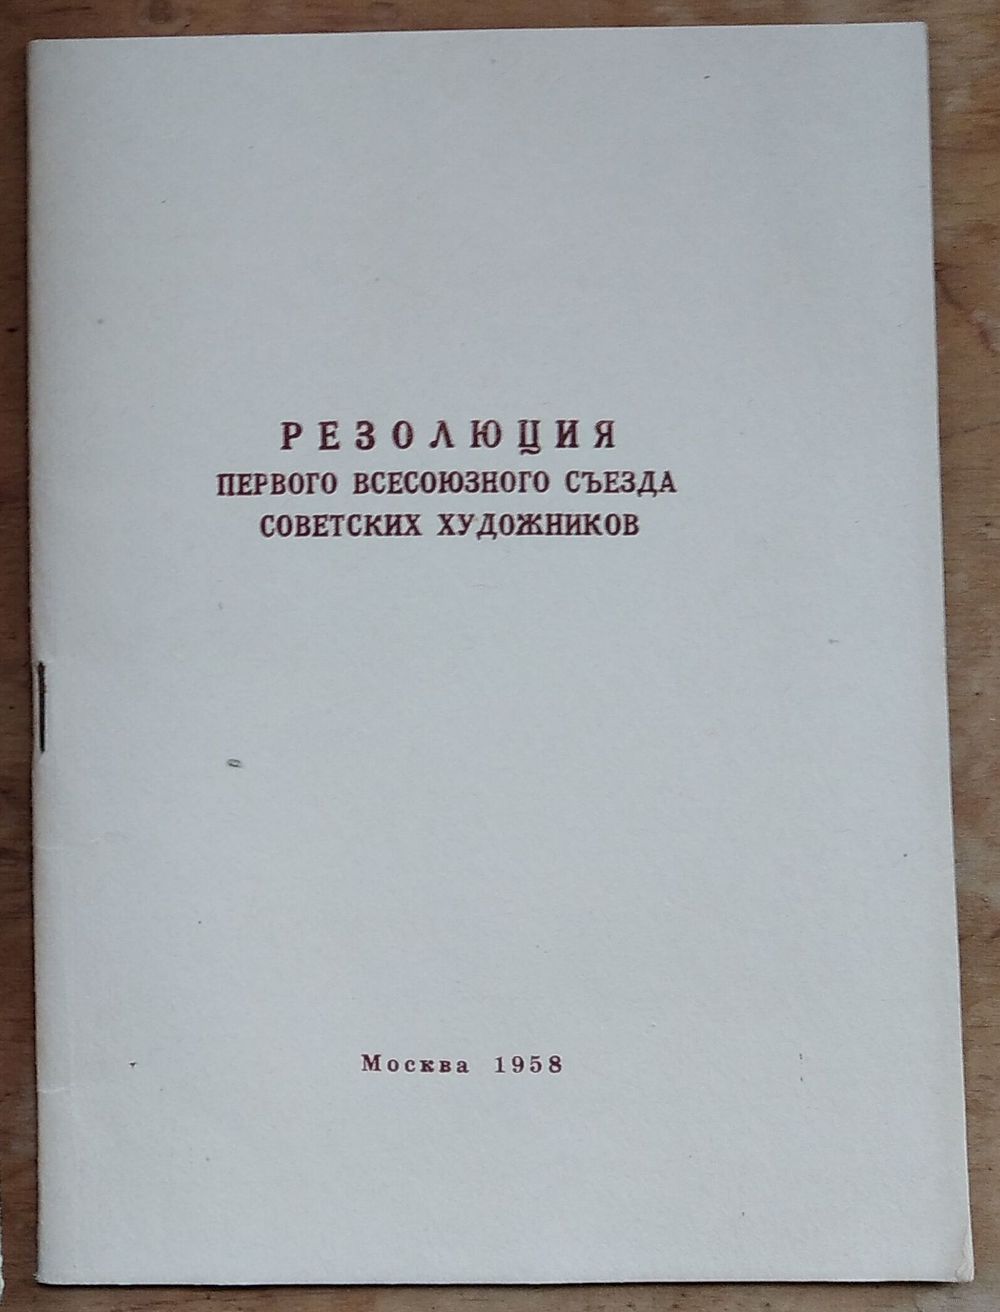 РЕЗОЛЮЦИЯ
ПЕРВОГО ВСЕСОЮЗНОГО СЪЕЗДА
СОВЕТСКИХ ХУДОЖНИКОВ
Москва 1958